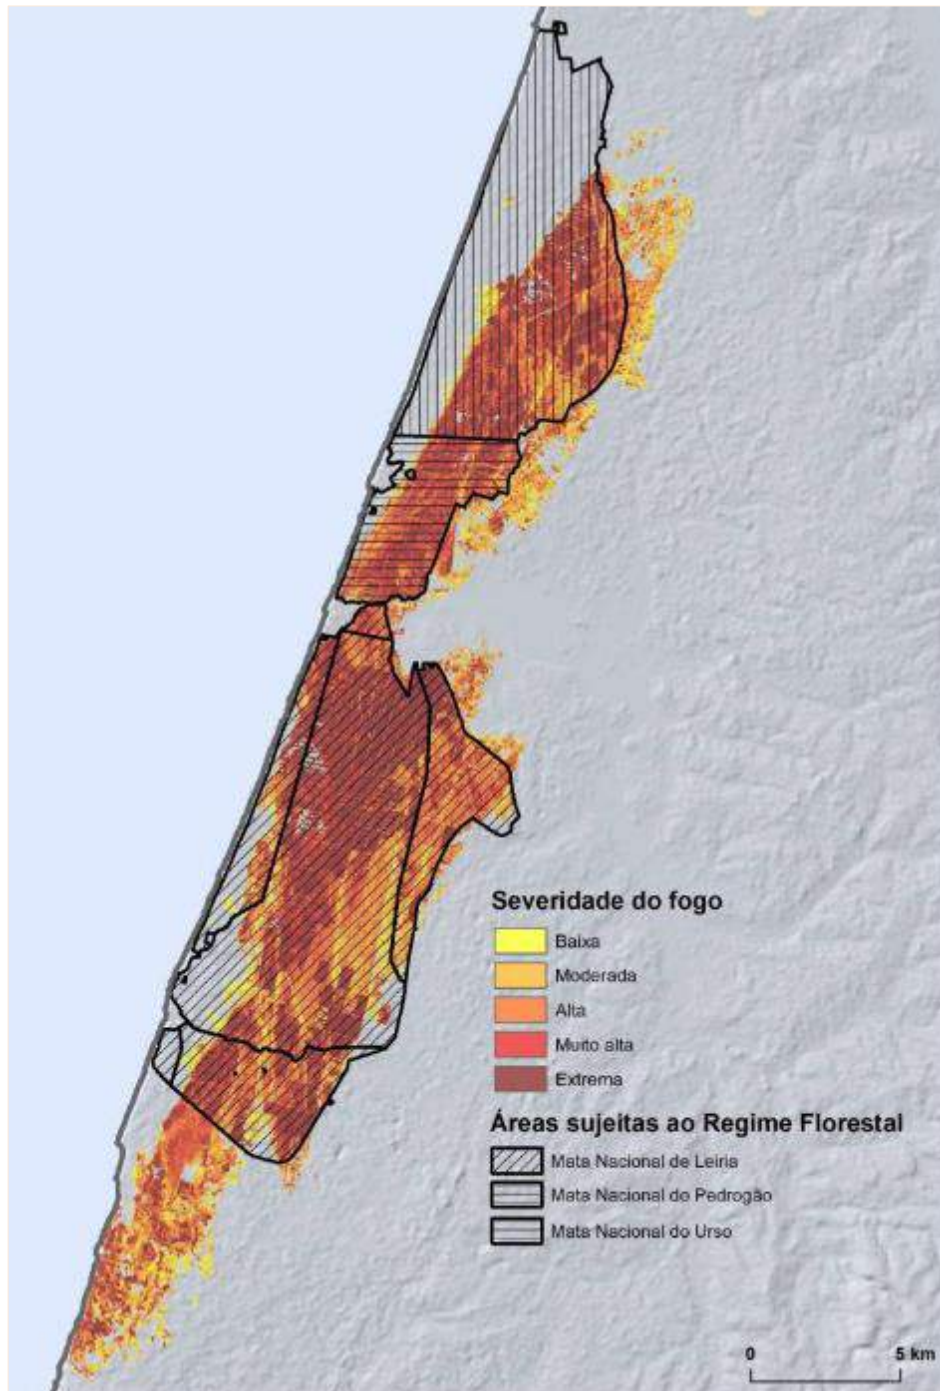 Severidade do fogo
Baixa
Moderada
Alta
Muito alta
Extrema
Áreas sujeitas ao Regime Florestal
Mata Nacional de Leiria
Mata Nacional do Pedrogão
Mata Nacional do Urso
0 5 km